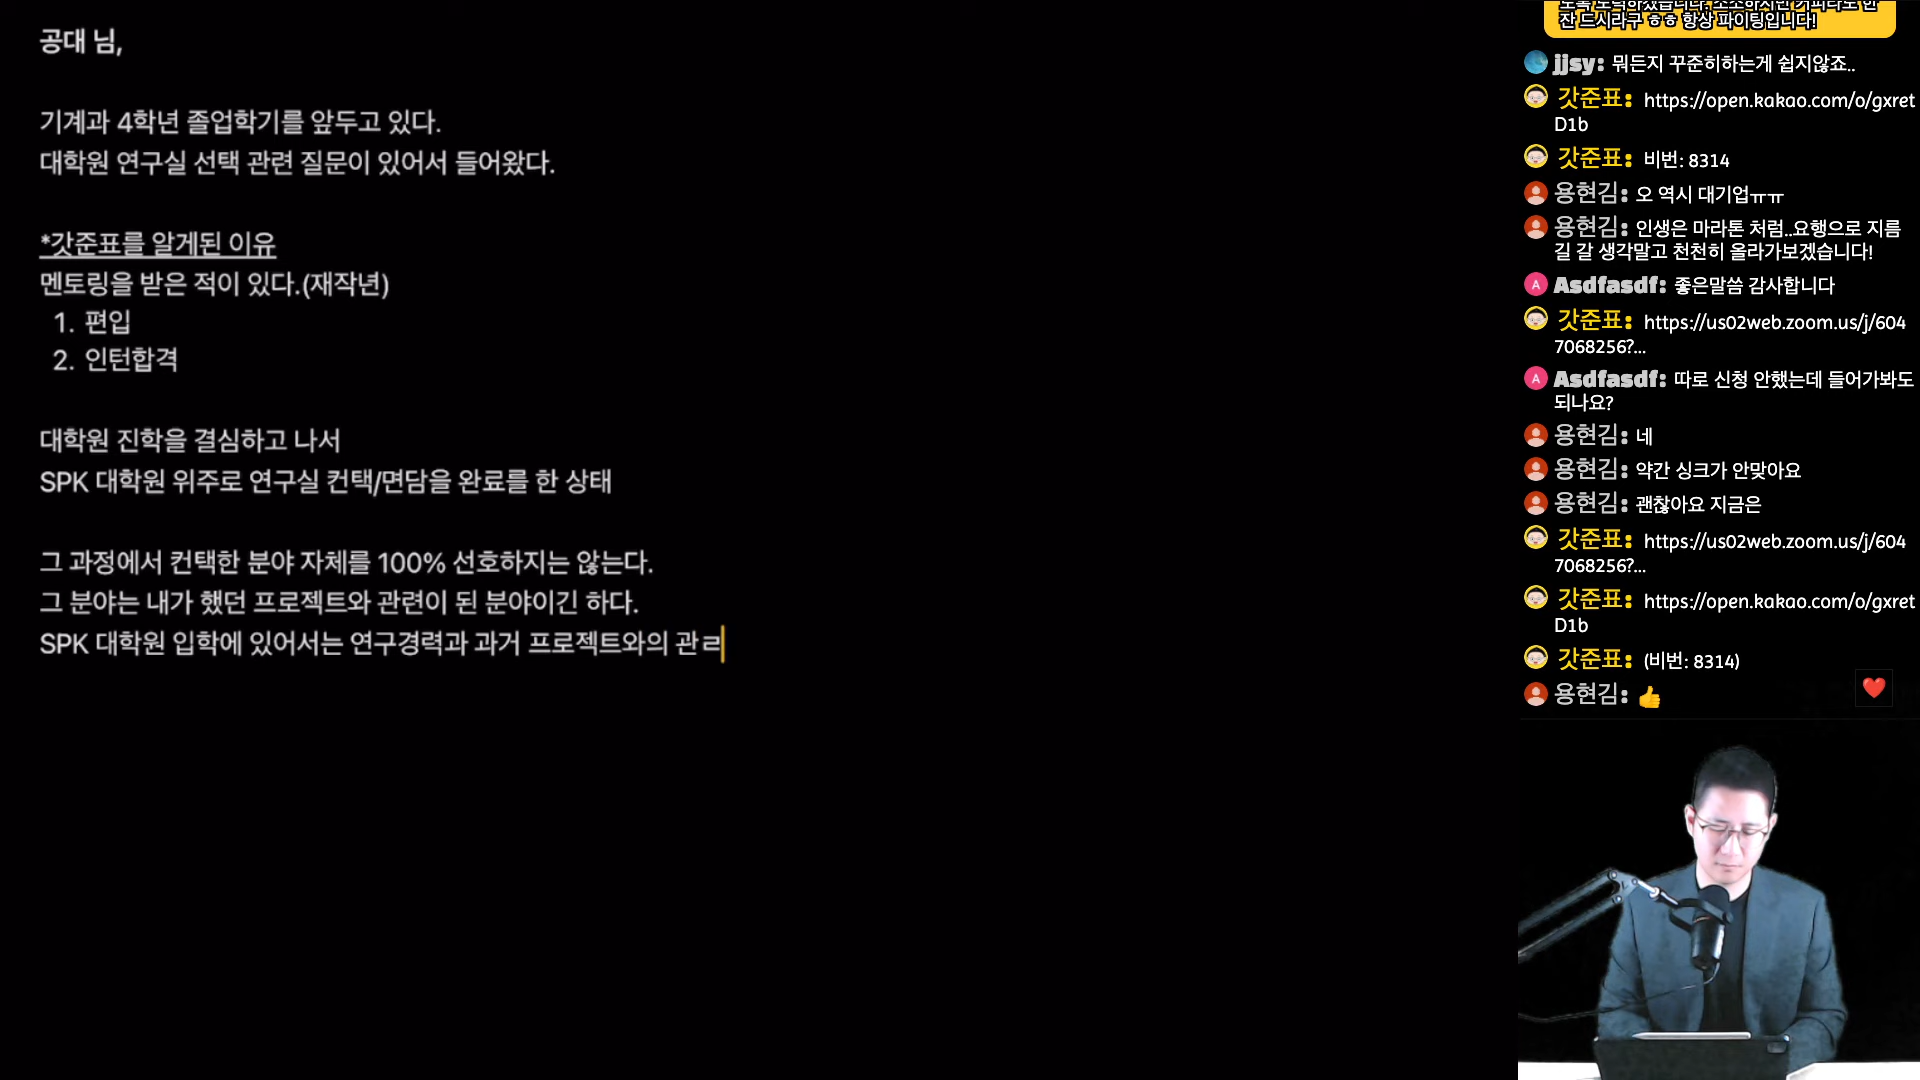 공대 님,
기계과 4학년 졸업학기를 앞두고 있다.
대학원 연구실 선택 관련 질문이 있어서 들어왔다.
*갓준표를 알게된 이유
멘토링을 받은 적이 있다.(재작년)
1. 편입
2. 인턴합격
대학원 진학을 결심하고 나서
SPK 대학원 위주로 연구실 컨택/면담을 완료를 한 상태
그 과정에서 컨택한 분야 자체를 100% 선호하지는 않는다.
그 분야는 내가 했던 프로젝트와 관련이 된 분야이긴 하다.
SPK 대학원 입학에 있어서는 연구경력과 과거 프로젝트와의 관ㄹ
잔 드시라구 ㅎㅎ 항상 파이팅입니다!
jjsy: 뭐든지 꾸준히하는게 쉽지않죠..
갓준표: https://open.kakao.com/o/gxret
D1b
갓준표: 비번: 8314
용현김: 오 역시 대기업ㅠㅠ
용현김: 인생은 마라톤 처럼..요행으로 지름
길 갈 생각말고 천천히 올라가보겠습니다!
A Asdfasdf: 좋은말씀 감사합니다
갓준표: https://us02web.zoom.us/j/604
7068256?...
A Asdfasdf: 따로 신청 안했는데 들어가봐도
되나요?
용현김: 네
용현김: 약간 싱크가 안맞아요
용현김: 괜찮아요 지금은
갓준표: https://us02web.zoom.us/j/604
7068256?...
갓준표: https://open.kakao.com/o/gxret
D1b
갓준표: (비번: 8314)
용현김: 👍